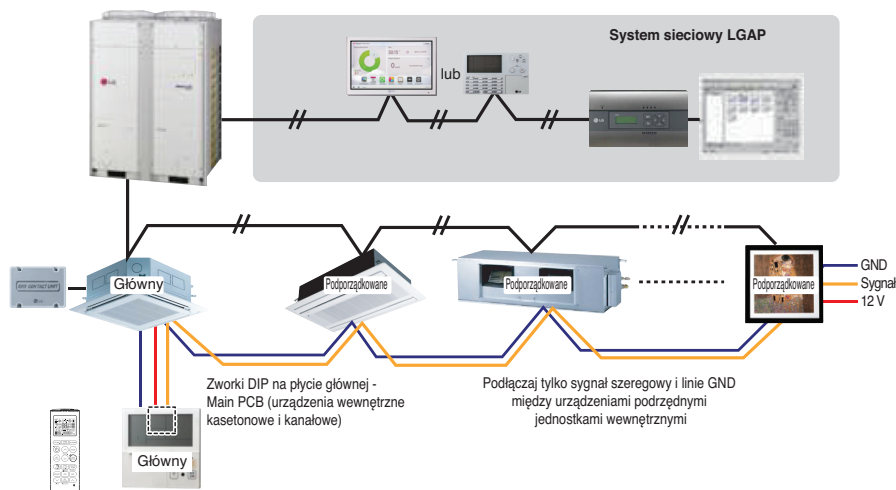 System sieciowy LGAP
lub
LG
Główny
Podporządkowane
Podporządkowane
Podporządkowane
GND
Sygnał
12 V
Zworki DIP na płycie głównej -
Main PCB (urządzenia wewnętrzne
kasetonowe i kanałowe)
Podłączaj tylko sygnał szeregowy i linie GND
między urządzeniami podrzędnymi
jednostkami wewnętrznymi
Główny